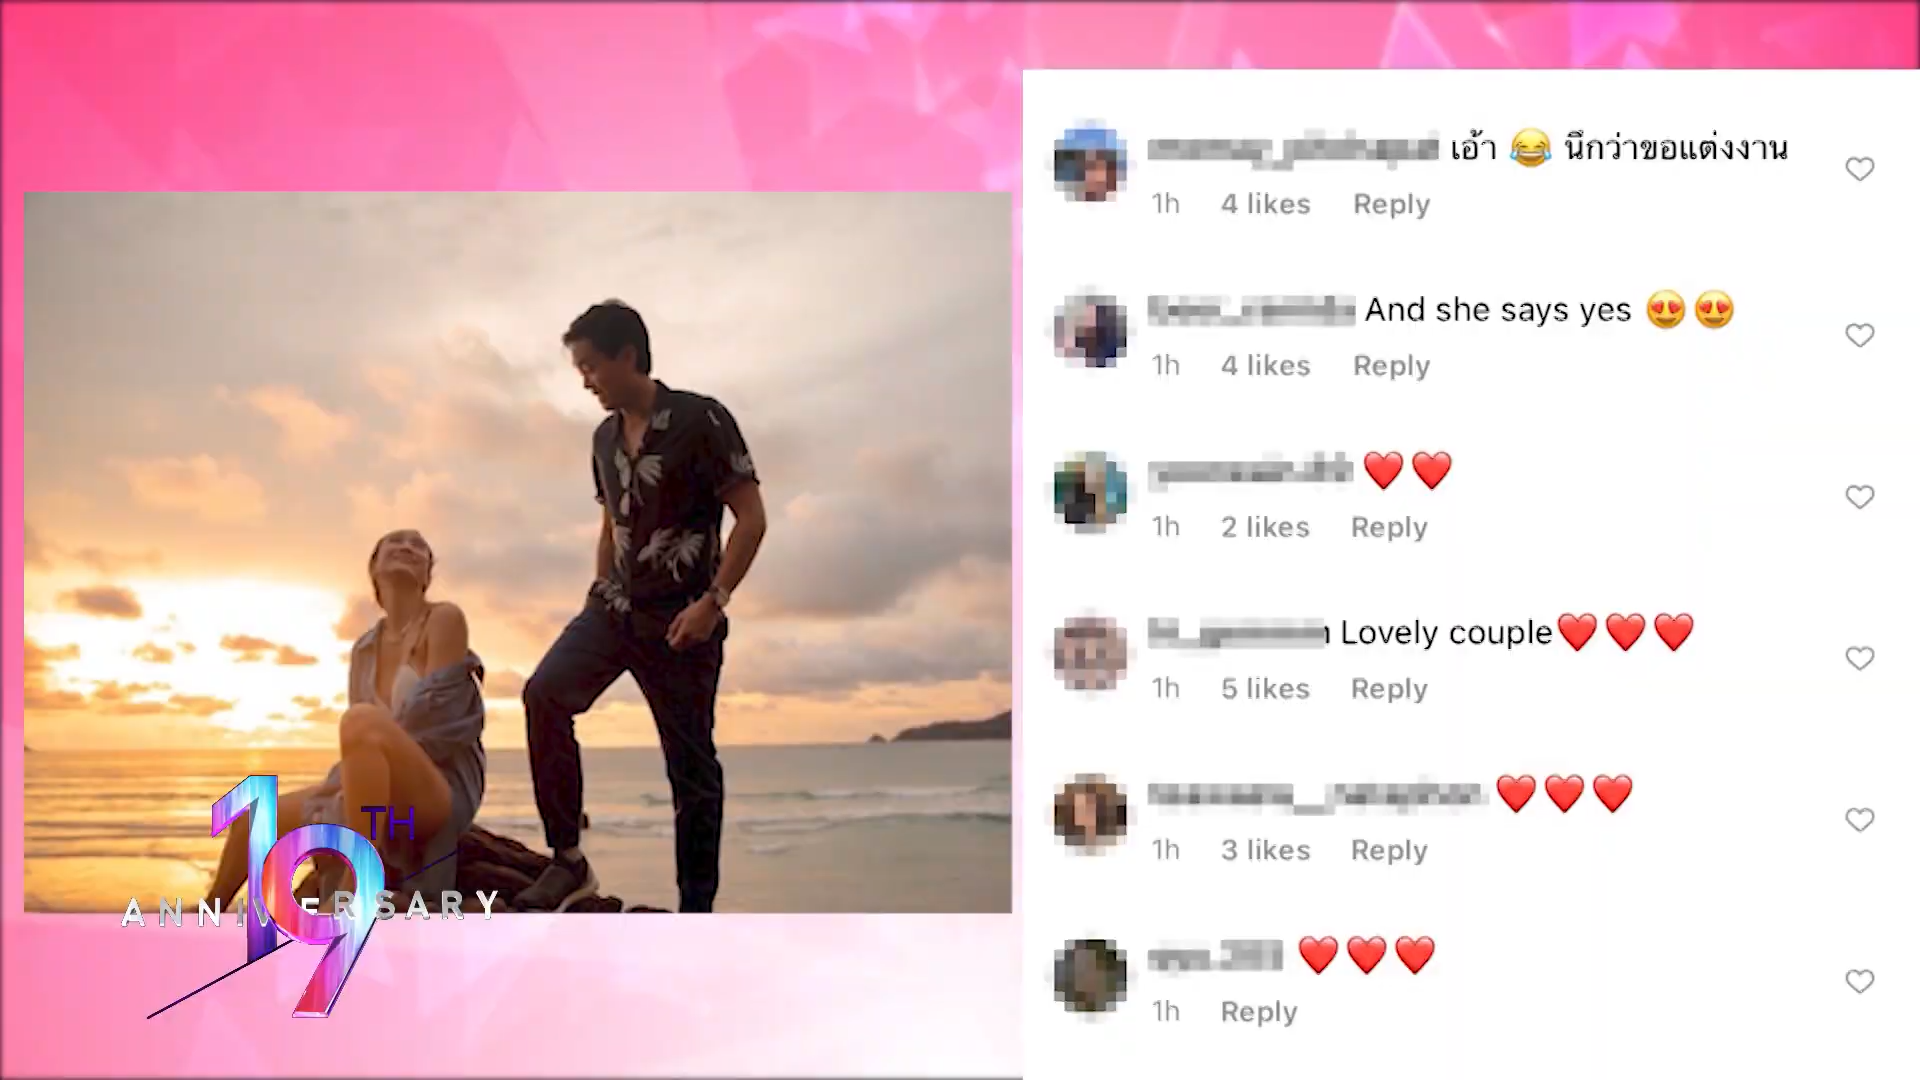 เอ้า 😂 นึกว่าขอแต่งงาน
1h 4 likes Reply
And she says yes 😍😍
1h 4 likes Reply
❤️❤️
1h 2 likes Reply
Lovely couple❤️❤️❤️
1h 5 likes Reply
❤️❤️❤️
1h 3 likes Reply
❤️❤️❤️
1h Reply
19TH
ANNIVERSARY